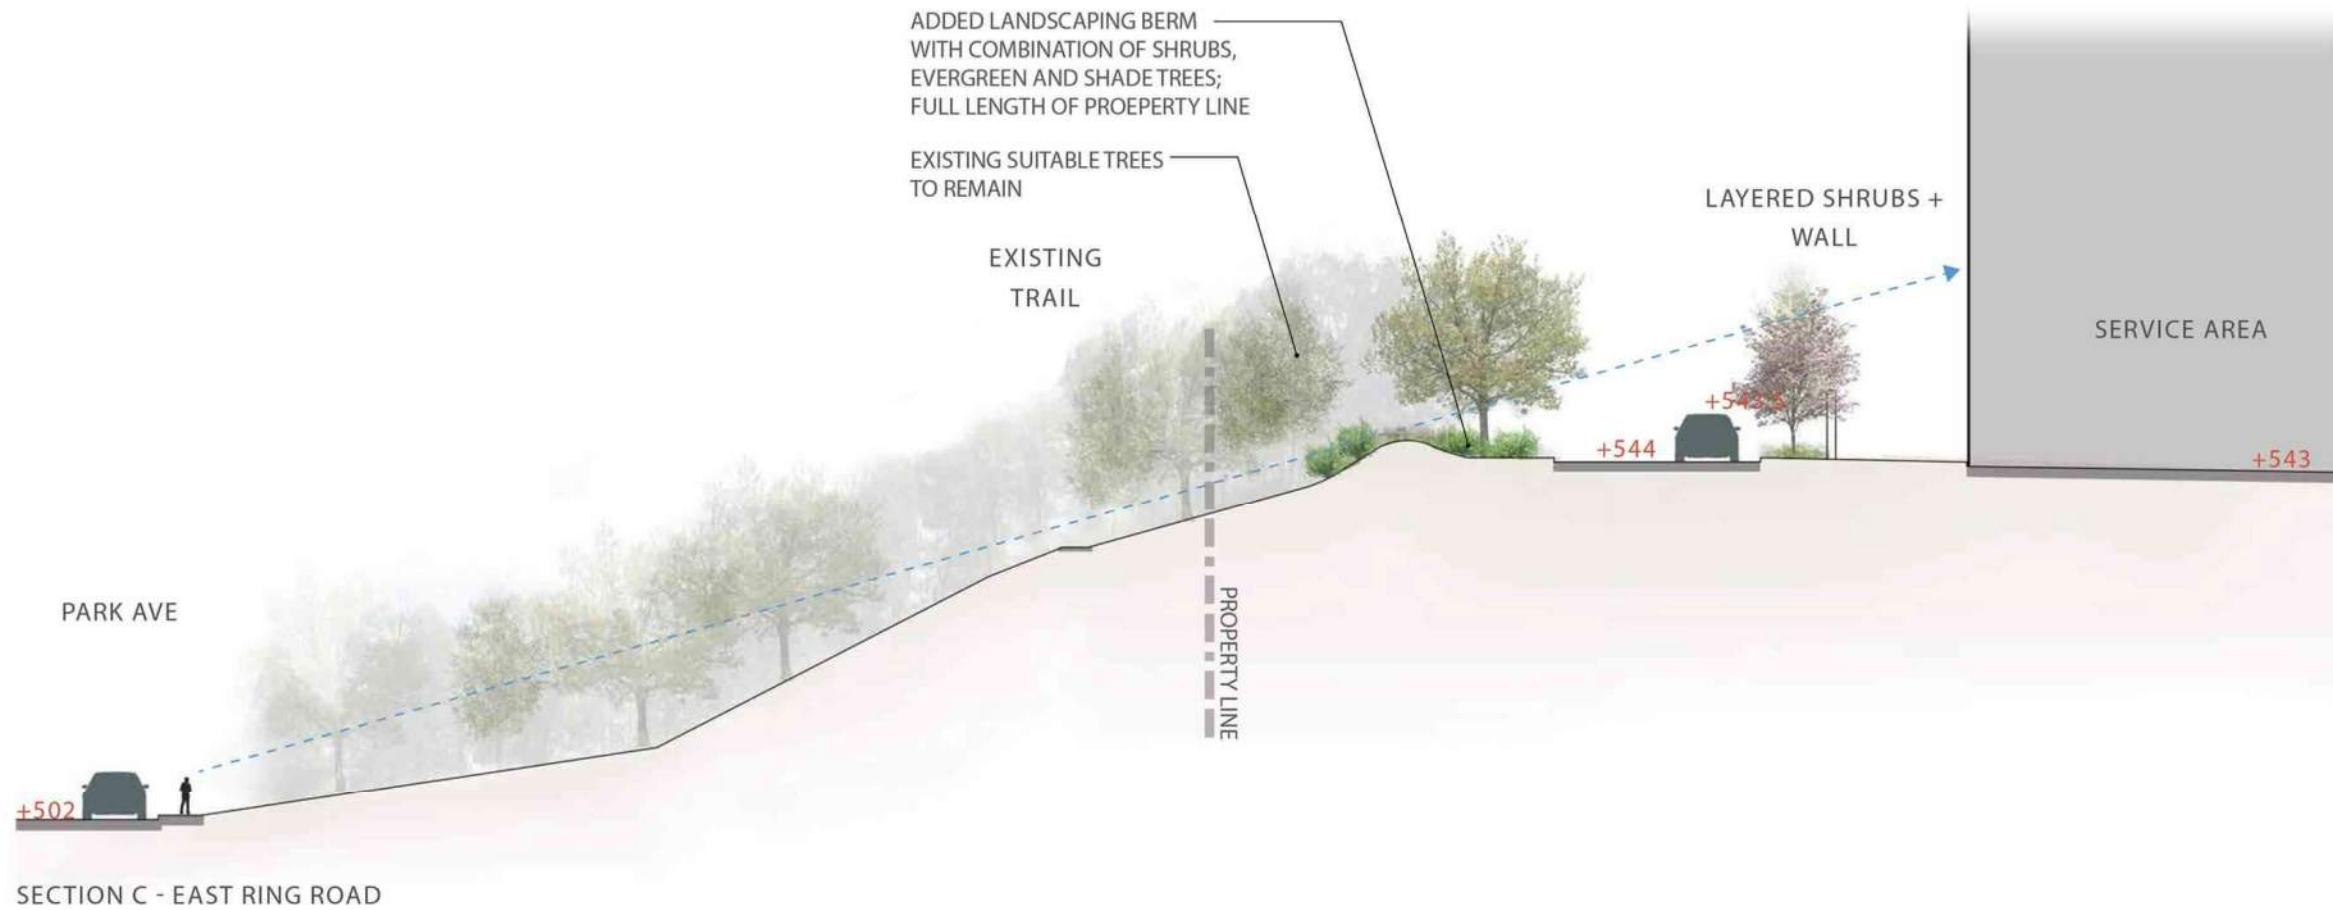 ADDED LANDSCAPING BERM
WITH COMBINATION OF SHRUBS,
EVERGREEN AND SHADE TREES;
FULL LENGTH OF PROEPERTY LINE
EXISTING SUITABLE TREES
TO REMAIN
LAYERED SHRUBS +
WALL
EXISTING
TRAIL
SERVICE AREA
+543.5
+544
+543
PARK AVE
PROPERTY LINE
+502
SECTION C - EAST RING ROAD